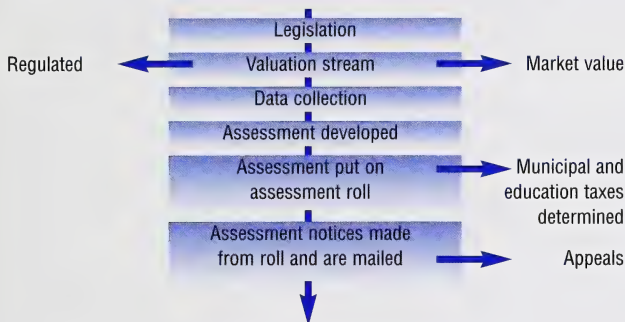 Legislation
Regulated
Valuation stream
Market value
Data collection
Assessment developed
Assessment put on
assessment roll
Municipal and
education taxes
determined
Assessment notices made
from roll and are mailed
Appeals